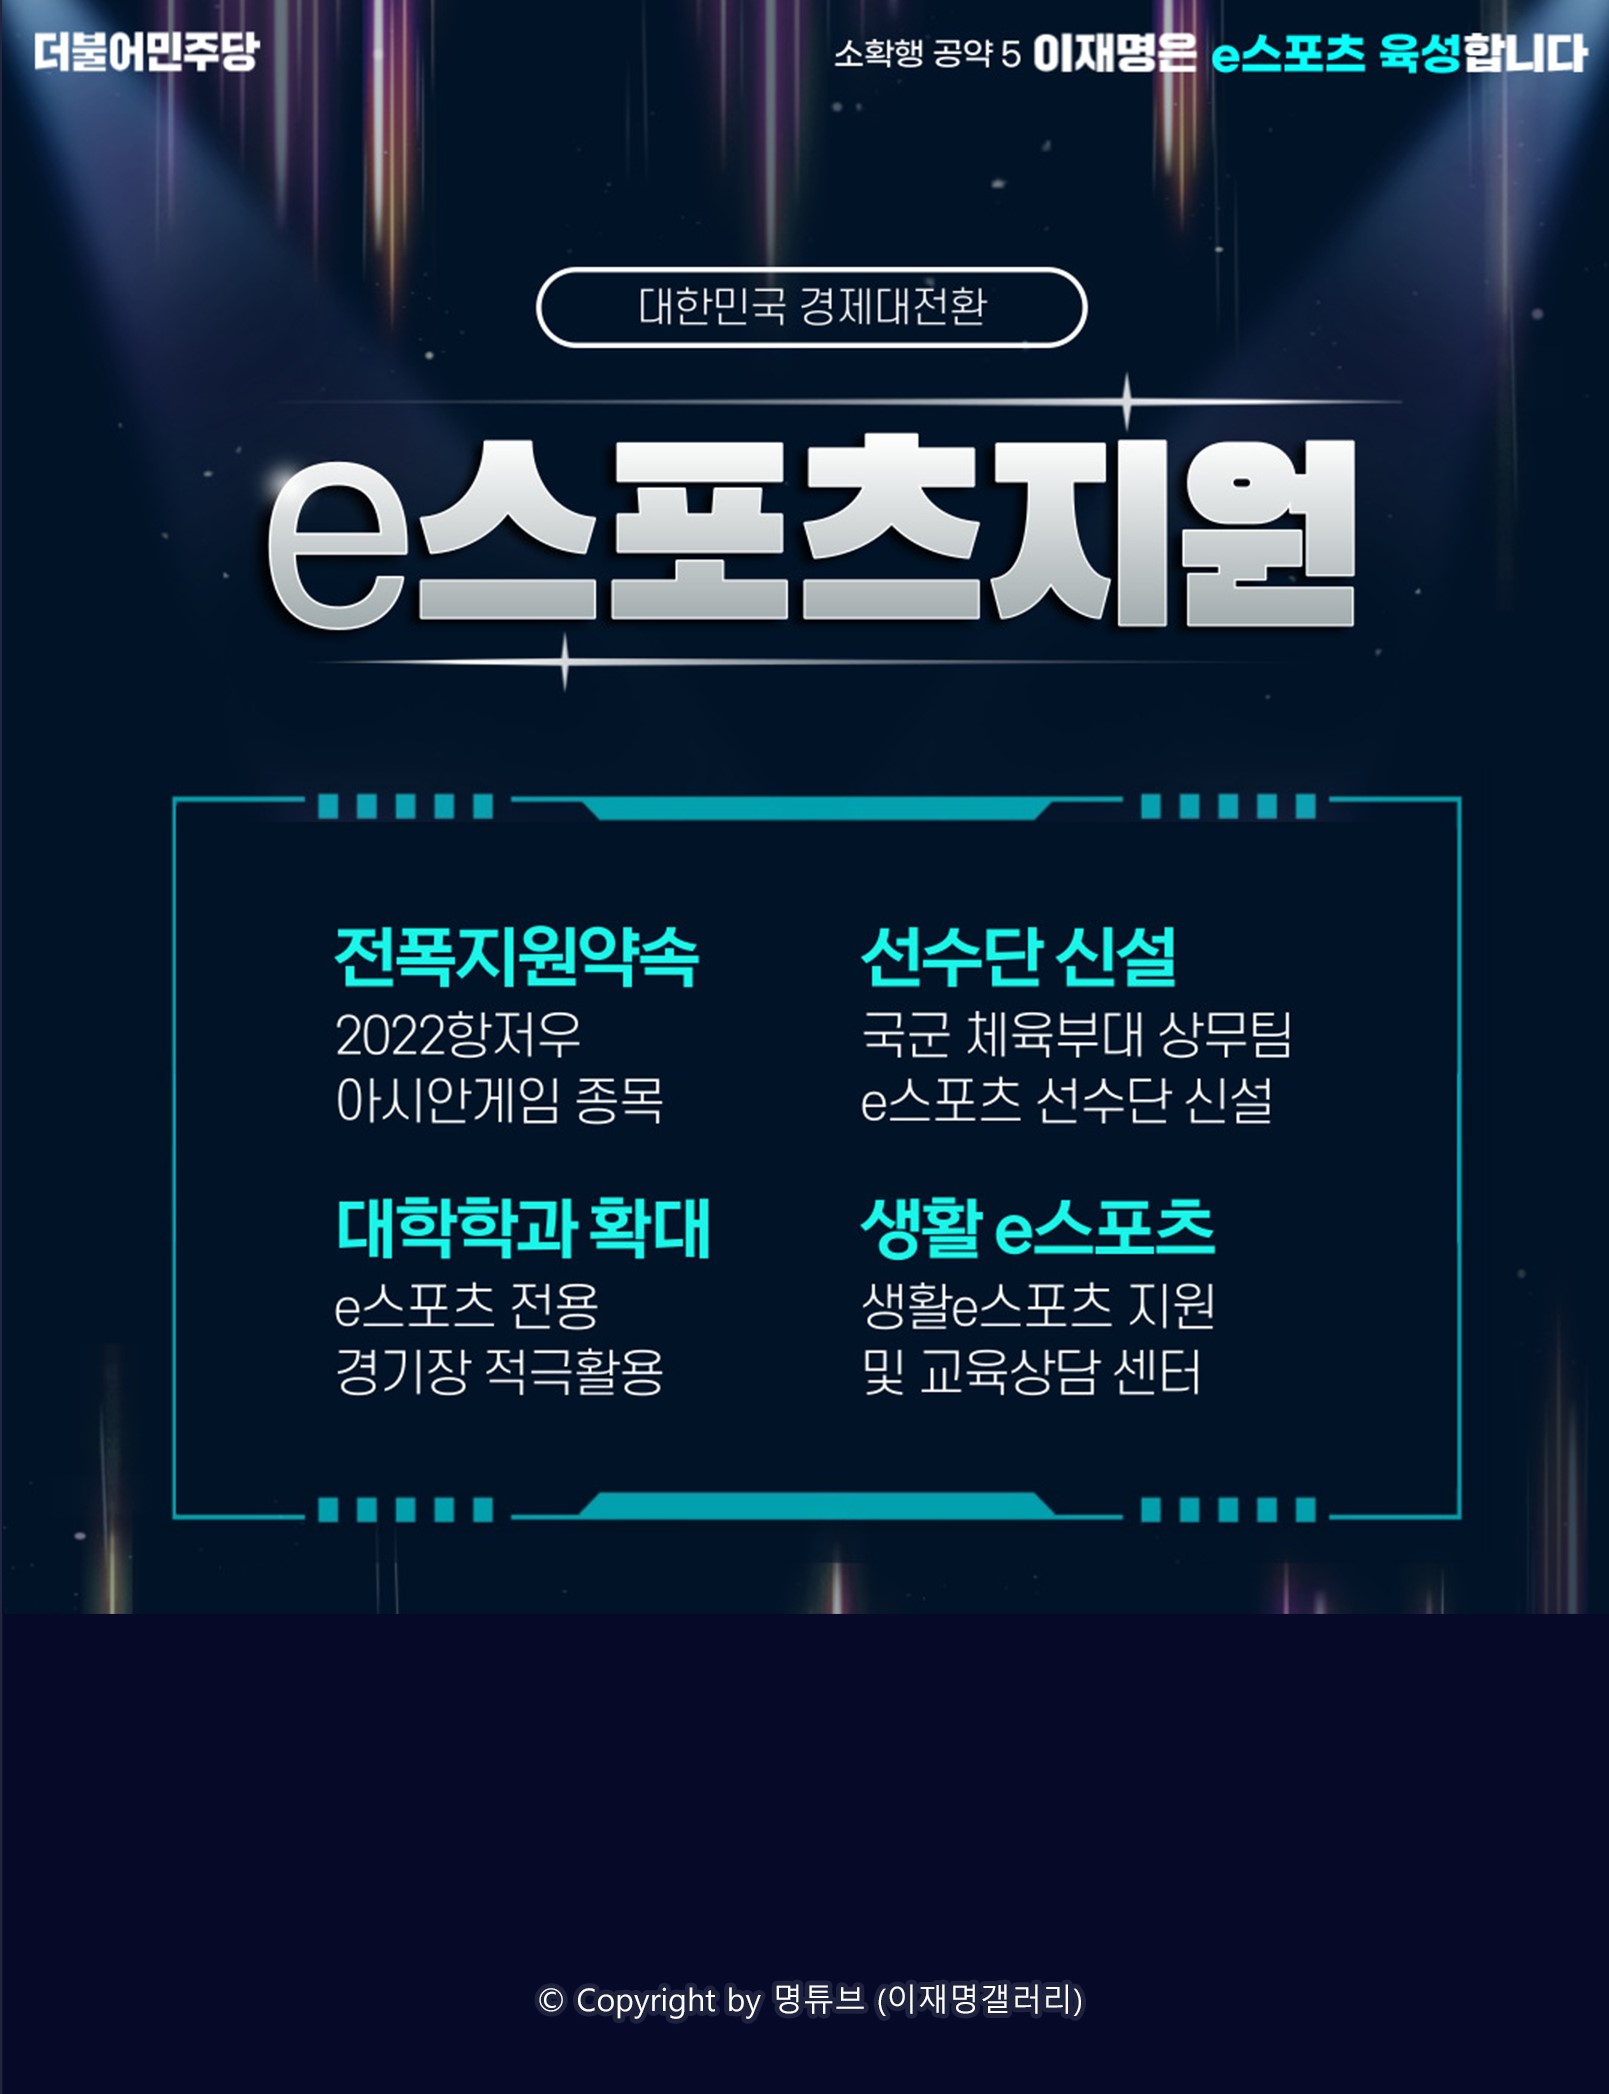 더불어민주당
소확행 공약 5 이재명은 e스포츠 육성합니다
대한민국 경제대전환
e스포츠지원
전폭지원약속
2022항저우
아시안게임 종목
선수단 신설
국군 체육부대 상무팀
e스포츠 선수단 신설
대학학과 확대
e스포츠 전용
경기장 적극활용
생활 e스포츠
생활e스포츠 지원
및 교육상담 센터
© Copyright by 명튜브 (이재명갤러리)